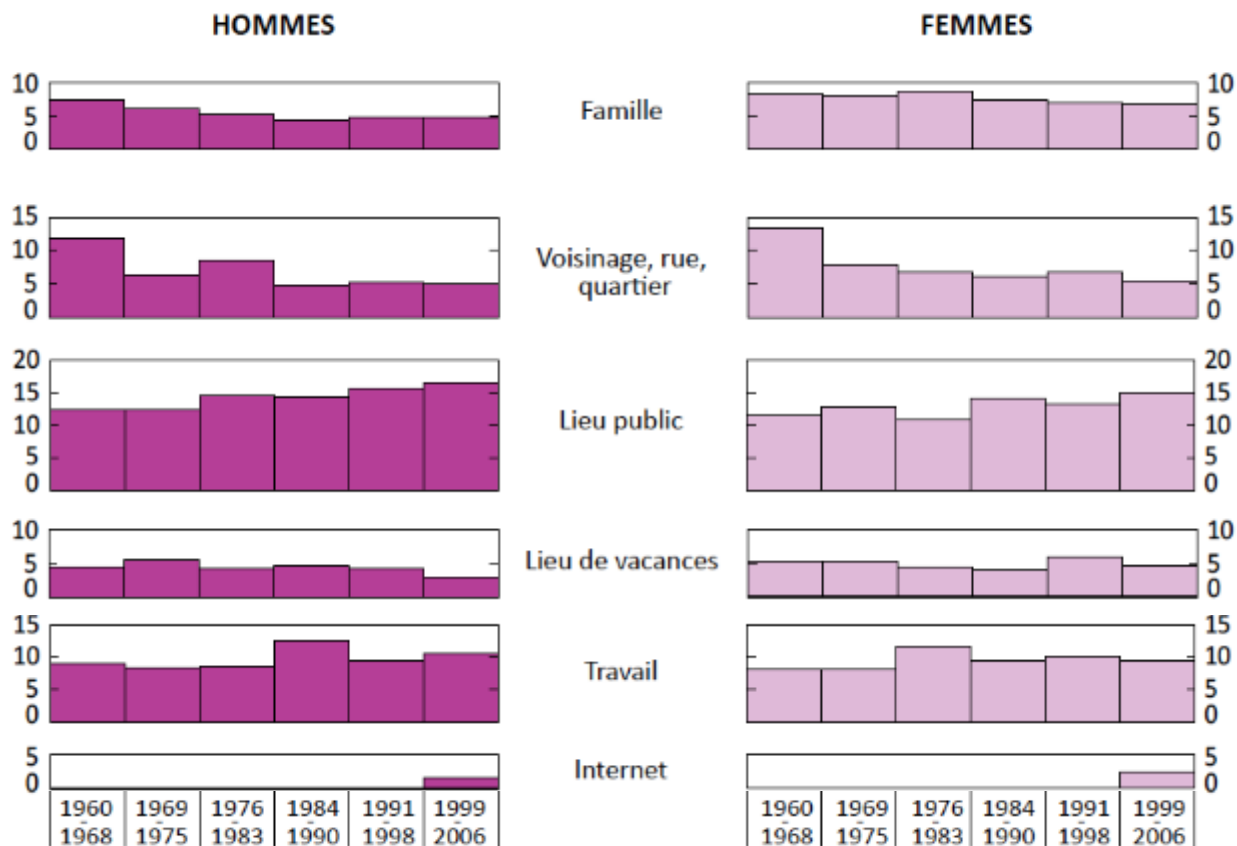 HOMMES FEMMES
10 10
5 Famille 5
0 0
15 15
10 Voisinage, rue, 10
5 quartier 5
0 0
20 20
15 15
10 Lieu public 10
5 5
0 0
10 10
5 Lieu de vacances 5
0 0
15 15
10 10
5 Travail 5
0 0
5 Internet 5
0 0
1960 1969 1976 1984 1991 1999 1960 1969 1976 1984 1991 1999
- - - - - - - - - - - -
1968 1975 1983 1990 1998 2006 1968 1975 1983 1990 1998 2006